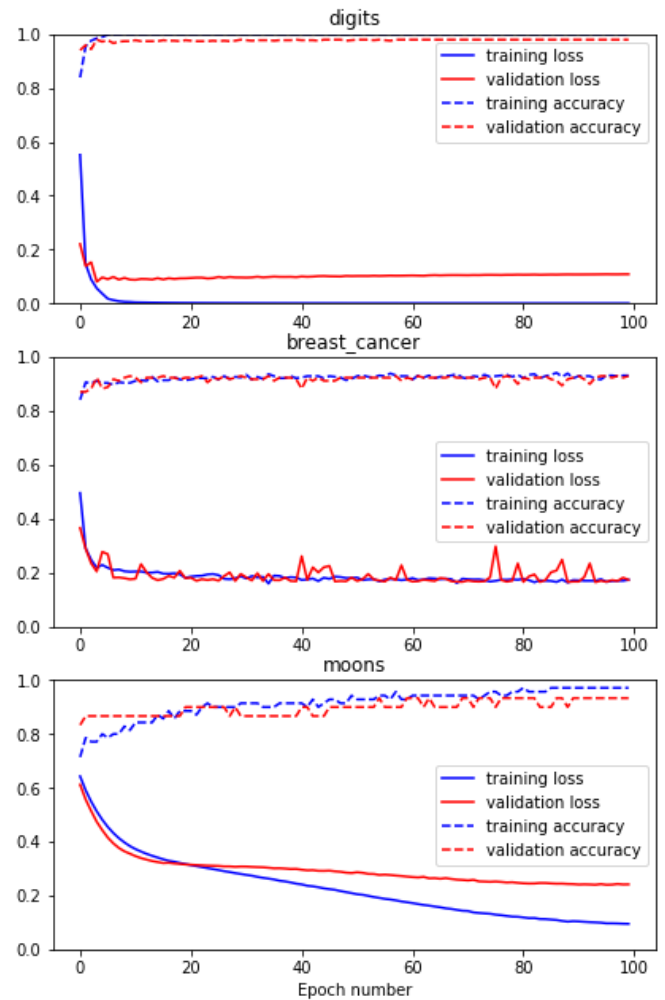 digits
1.0
0.8
0.6
0.4
0.2
0.0
training loss
validation loss
training accuracy
validation accuracy
0 20 40 60 80 100
breast_cancer
1.0
0.8
0.6
0.4
0.2
0.0
training loss
validation loss
training accuracy
validation accuracy
0 20 40 60 80 100
moons
1.0
0.8
0.6
0.4
0.2
0.0
training loss
validation loss
training accuracy
validation accuracy
0 20 40 60 80 100
Epoch number